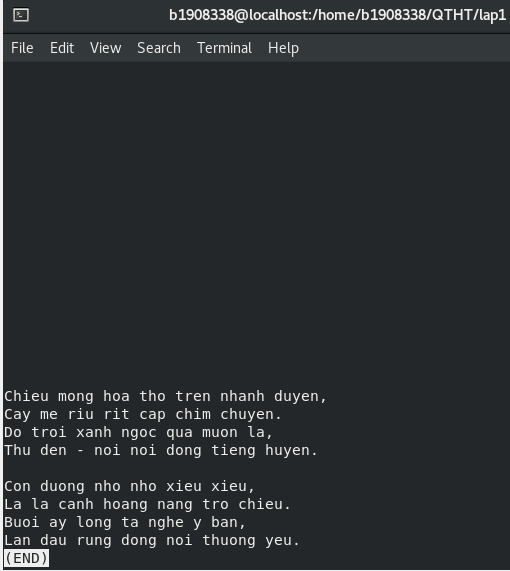 b1908338@localhost:/home/b1908338/QTHT/lap1
File Edit View Search Terminal Help
Chieu mong hoa tho tren nhanh duyen,
Cay me riu rit cap chim chuyen.
Do troi xanh ngoc qua muon la,
Thu den - noi noi dong tieng huyen.

Con duong nho nho xieu xieu,
La la canh hoang nang tro chieu.
Buoi ay long ta nghe y ban,
Lan dau rung dong noi thuong yeu.
(END)